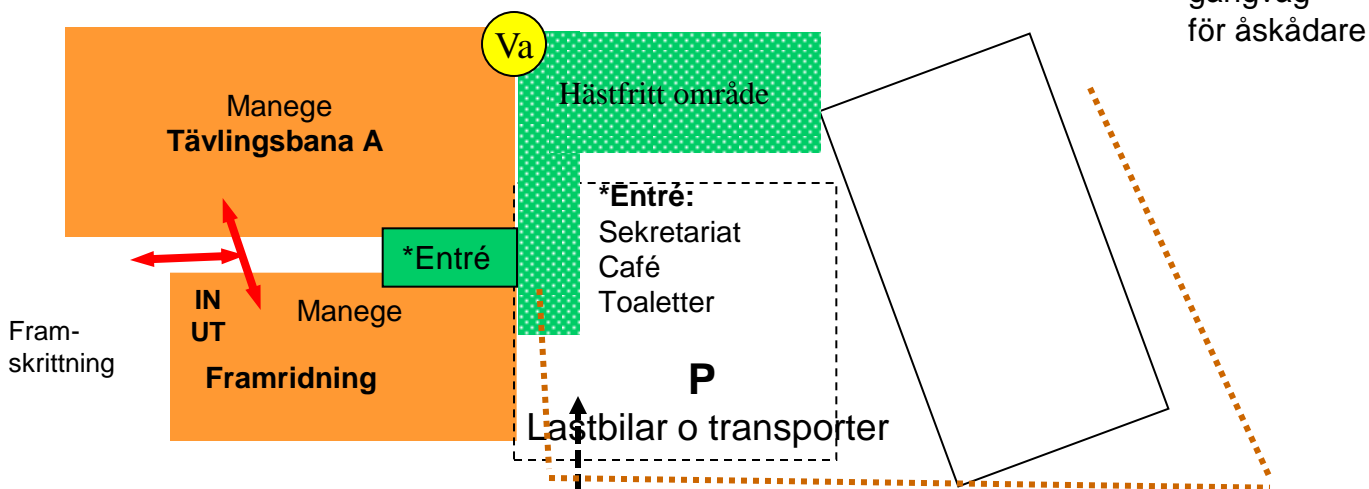 gångväg
för åskådare
Va
Manege
Tävlingsbana A
Hästfritt område
*Entré
*Entré:
Sekretariat
Café
Toaletter
IN
UT
Manege
Framridning
Fram-
skrittning
P
Lastbilar o transporter